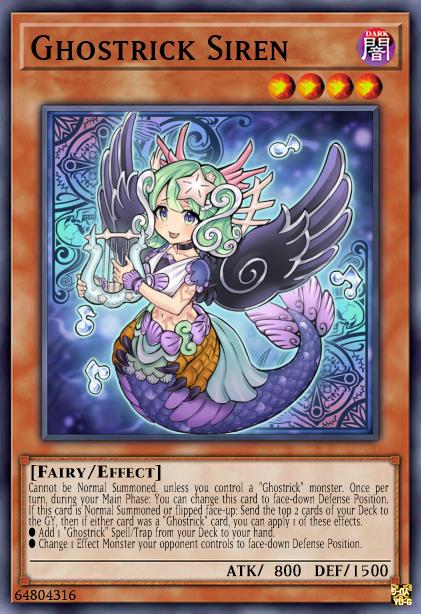 Ghostrick Siren
DARK
闇
[Fairy/Effect]
Cannot be Normal Summoned, unless you control a "Ghostrick" monster. Once per
turn, during your Main Phase: You can change this card to face-down Defense Position.
If this card is Normal Summoned or flipped face-up: Send the top 2 cards of your Deck to
the GY, then if either card was a "Ghostrick" card, you can apply 1 of these effects.
● Add 1 "Ghostrick" Spell/Trap from your Deck to your hand.
● Change 1 Effect Monster your opponent controls to face-down Defense Position.
ATK/ 800 DEF/1500
64804316